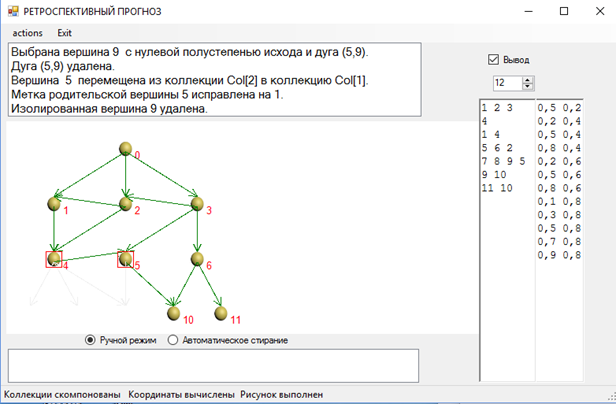 РЕТРОСПЕКТИВНЫЙ ПРОГНОЗ
actions Exit
Выбрана вершина 9 с нулевой полустепенью исхода и дуга (5,9).
Дуга (5,9) удалена.
Вершина 5 перемещена из коллекции Col[2] в коллекцию Col[1].
Метка родительской вершины 5 исправлена на 1.
Изолированная вершина 9 удалена.
Вывод
12
1 2 3
4
1 4
5 6 2
7 8 9 5
9 10
11 10
0,5 0,2
0,2 0,4
0,5 0,4
0,8 0,4
0,2 0,6
0,5 0,6
0,8 0,6
0,1 0,8
0,3 0,8
0,5 0,8
0,7 0,8
0,9 0,8
0
1 2 3
4 5 6
10 11
Ручной режим Автоматическое стирание
Коллекции скомпонованы Координаты вычислены Рисунок выполнен